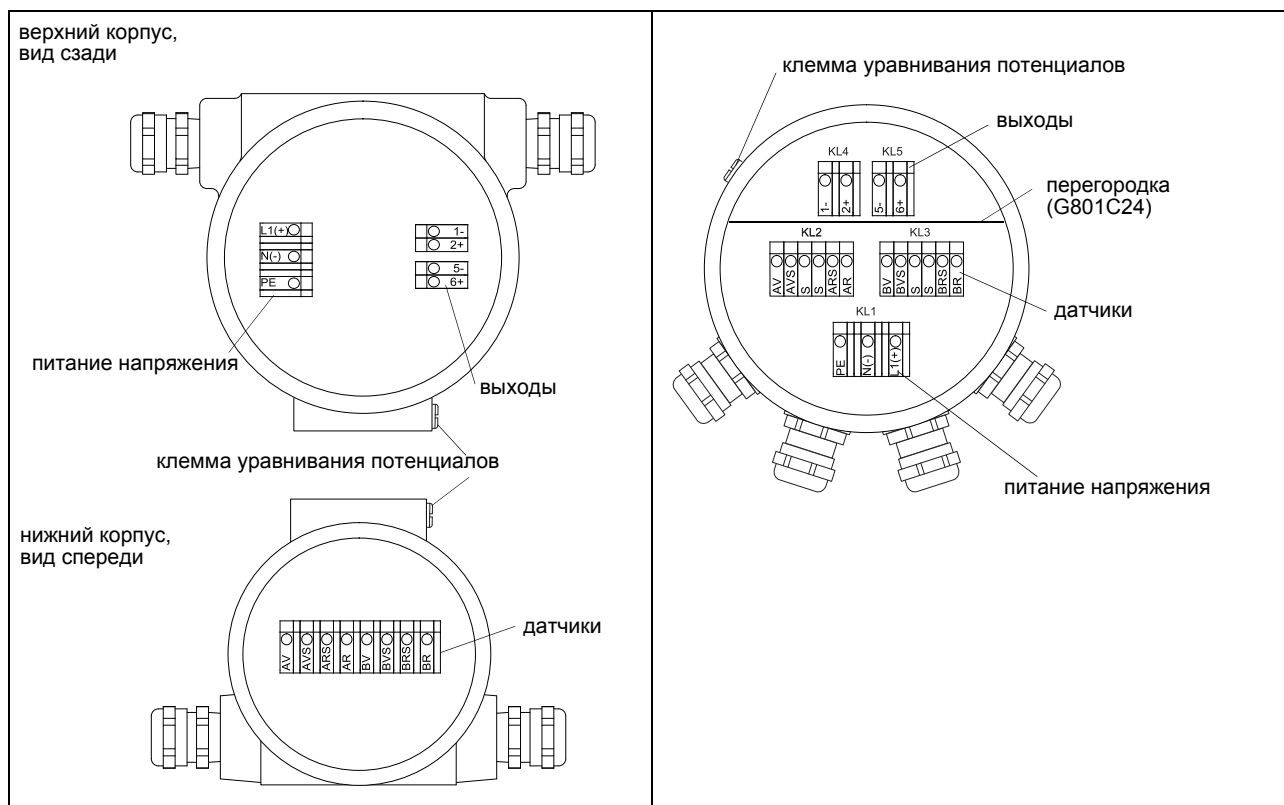 верхний корпус,
вид сзади
L1(+)
N(-)
PE
1-
2+
5-
6+
питание напряжения
выходы
клемма уравнивания потенциалов
нижний корпус,
вид спереди
AV AVS ARS AR BV BVS BRS BR
датчики
клемма уравнивания потенциалов
выходы
KL4 KL5
1- 2+ 5- 6+
перегородка
(G801C24)
KL2 KL3
AV AVS S S ARS AR BV BVS S S BRS BR
датчики
KL1
PE N(-) L1(+)
питание напряжения